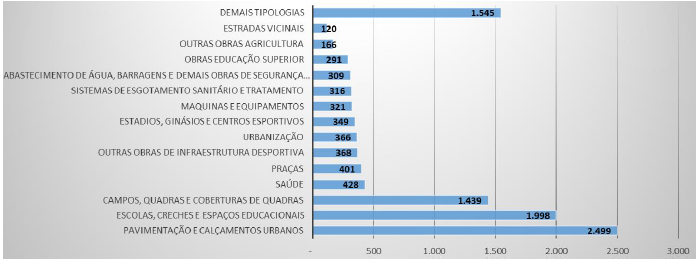 DEMAIS TIPOLOGIAS 1.545
ESTRADAS VICINAIS 120
OUTRAS OBRAS AGRICULTURA 166
OBRAS EDUCAÇÃO SUPERIOR 291
ABASTECIMENTO DE ÁGUA, BARRAGENS E DEMAIS OBRAS DE SEGURANÇA... 309
SISTEMAS DE ESGOTAMENTO SANITÁRIO E TRATAMENTO 316
MAQUINAS E EQUIPAMENTOS 321
ESTADIOS, GINÁSIOS E CENTROS ESPORTIVOS 349
URBANIZAÇÃO 366
OUTRAS OBRAS DE INFRAESTRUTURA DESPORTIVA 368
PRAÇAS 401
SAÚDE 428
CAMPOS, QUADRAS E COBERTURAS DE QUADRAS 1.439
ESCOLAS, CRECHES E ESPAÇOS EDUCACIONAIS 1.998
PAVIMENTAÇÃO E CALÇAMENTOS URBANOS 2.499
- 500 1.000 1.500 2.000 2.500 3.000